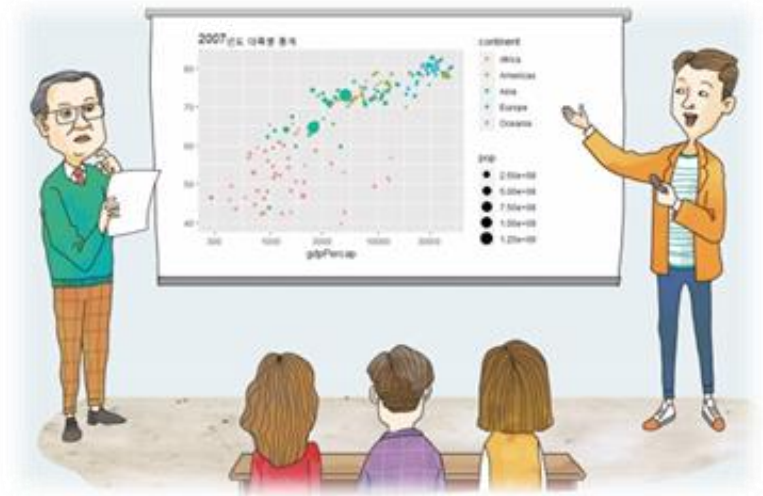 2007년도 대륙별 통계
continent
Africa
Americas
Asia
Europe
Oceania
pop
2.50e+08
5.00e+08
7.50e+08
1.00e+09
1.25e+09
80
70
60
50
40
1000
10000
gdpPercap